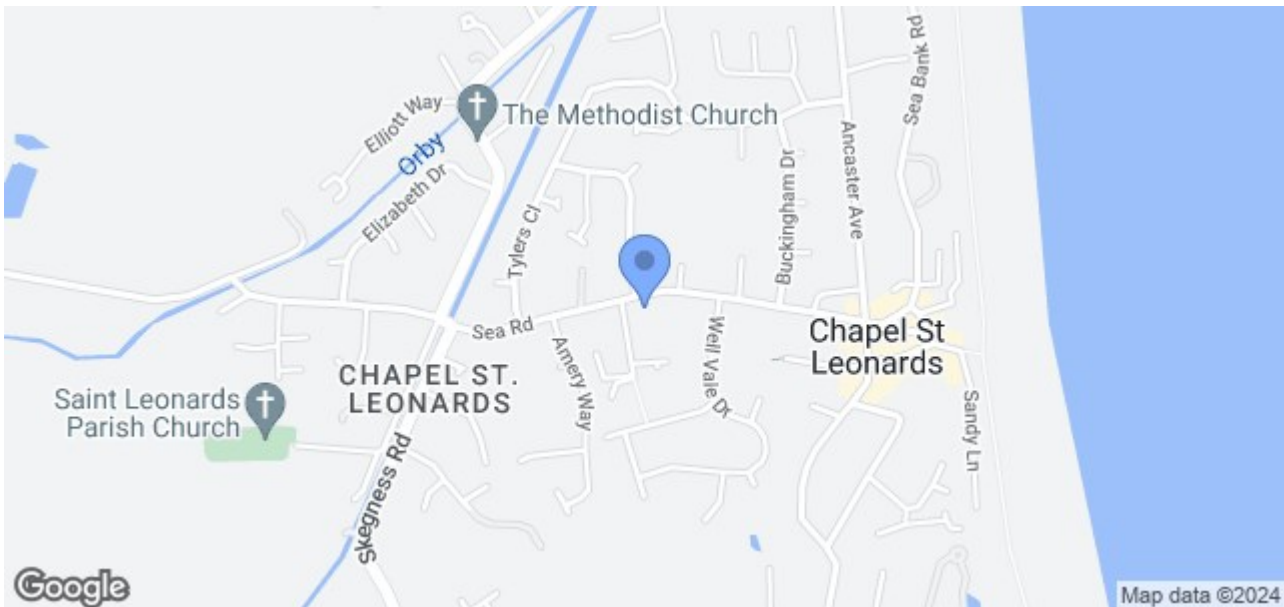 Elliott Way
The Methodist Church
Orby
Elizabeth Dr
Tylers Cl
Buckingham Dr
Ancaster Ave
Sea Bank Rd
Sea Rd
Amery Way
Well Vale Dr
Chapel St
Leonards
CHAPEL ST.
LEONARDS
Saint Leonards
Parish Church
Skegness Rd
Sandy Ln
Google
Map data ©2024